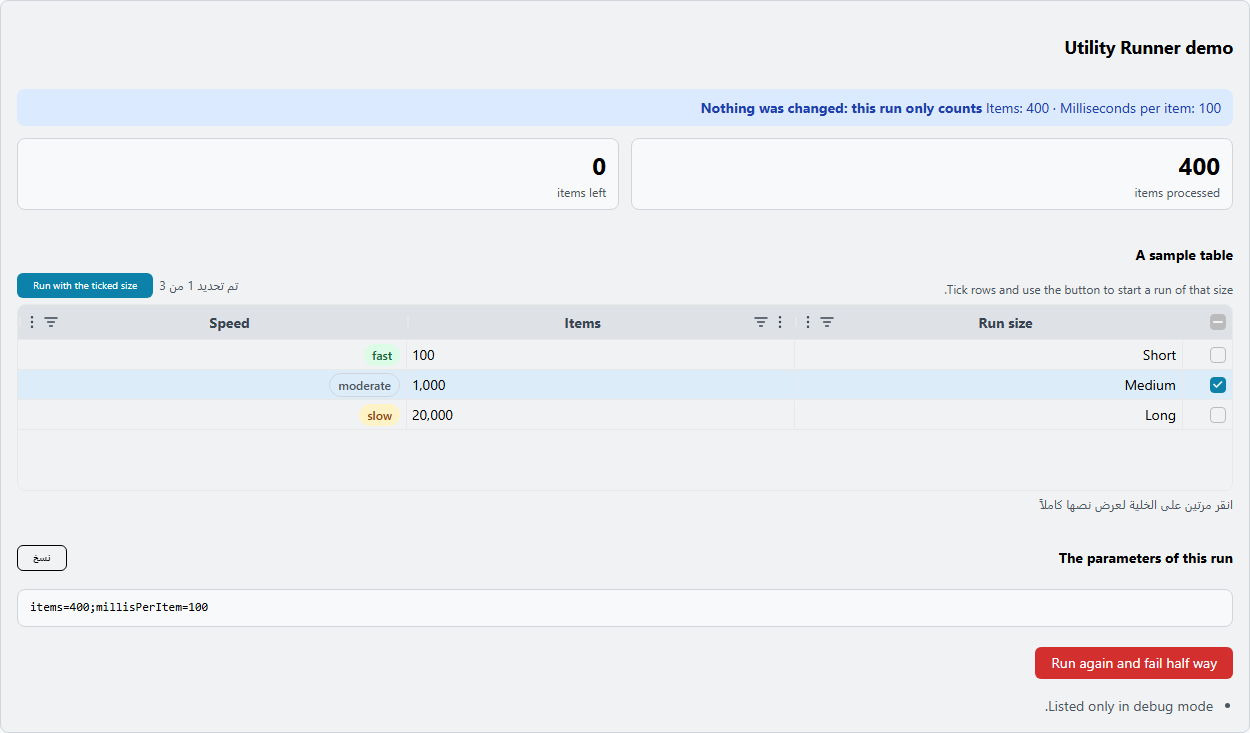 Utility Runner demo
Nothing was changed: this run only counts Items: 400 · Milliseconds per item: 100
400
items processed
0
items left
A sample table
.Tick rows and use the button to start a run of that size
تم تحديد 1 من 3
Run with the ticked size
Run size Items Speed
Short 100 fast
Medium 1,000 moderate
Long 20,000 slow
انقر مرتين على الخلية لعرض نصها كاملاً
The parameters of this run
نسخ
items=400;millisPerItem=100
Run again and fail half way
• .Listed only in debug mode